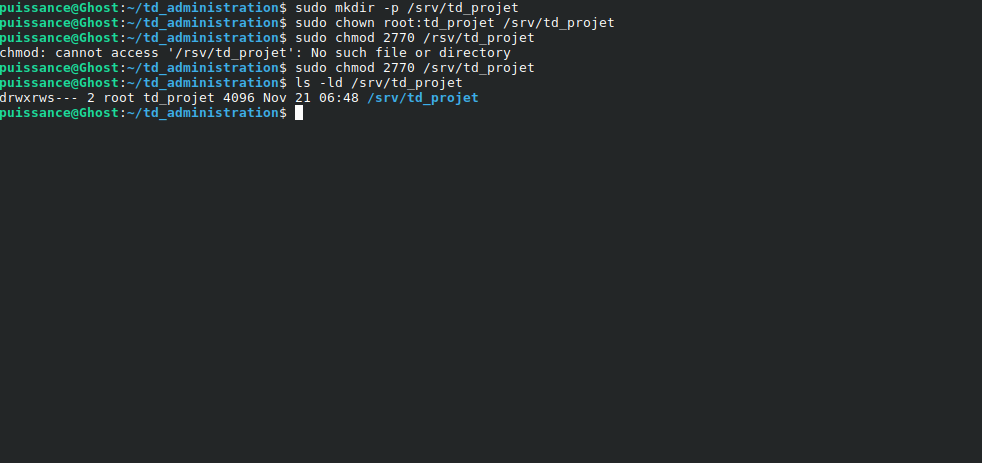 puissance@Ghost:~/td_administration$ sudo mkdir -p /srv/td_projet
puissance@Ghost:~/td_administration$ sudo chown root:td_projet /srv/td_projet
puissance@Ghost:~/td_administration$ sudo chmod 2770 /rsv/td_projet
chmod: cannot access '/rsv/td_projet': No such file or directory
puissance@Ghost:~/td_administration$ sudo chmod 2770 /srv/td_projet
puissance@Ghost:~/td_administration$ ls -ld /srv/td_projet
drwxrws--- 2 root td_projet 4096 Nov 21 06:48 /srv/td_projet
puissance@Ghost:~/td_administration$